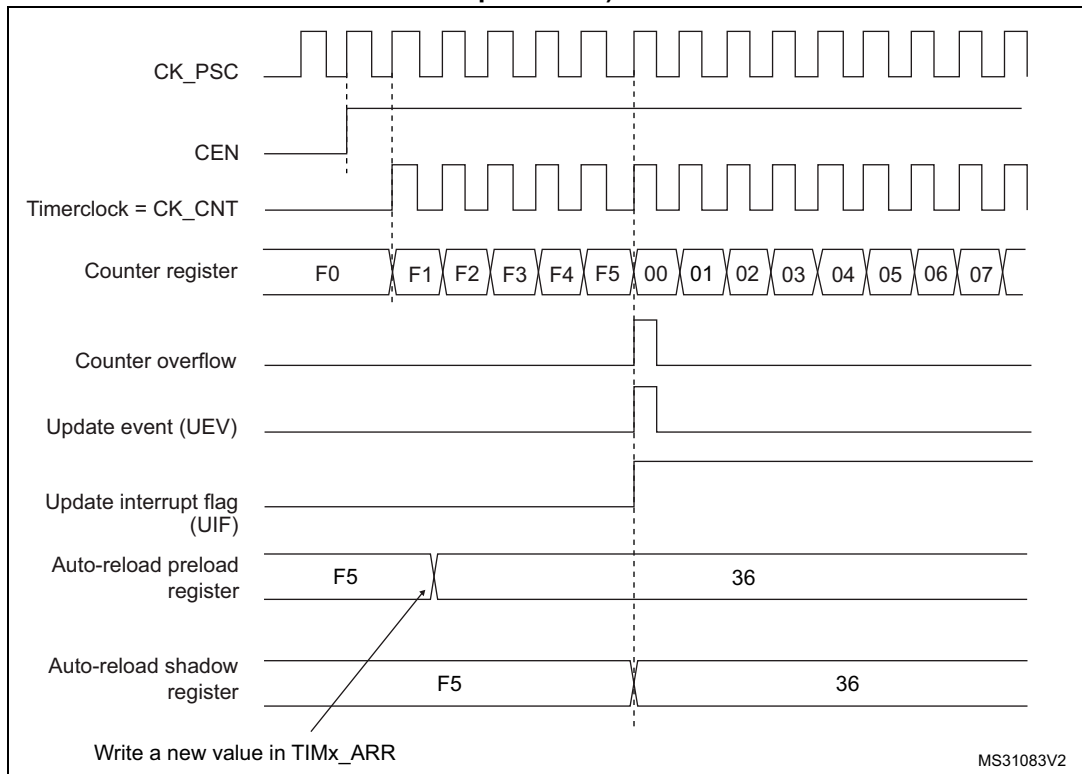 CK_PSC
CEN
Timerclock = CK_CNT
Counter register
F0 F1 F2 F3 F4 F5 00 01 02 03 04 05 06 07
Counter overflow
Update event (UEV)
Update interrupt flag
(UIF)
Auto-reload preload
register
F5 36
Auto-reload shadow
register
F5 36
Write a new value in TIMx_ARR
MS31083V2